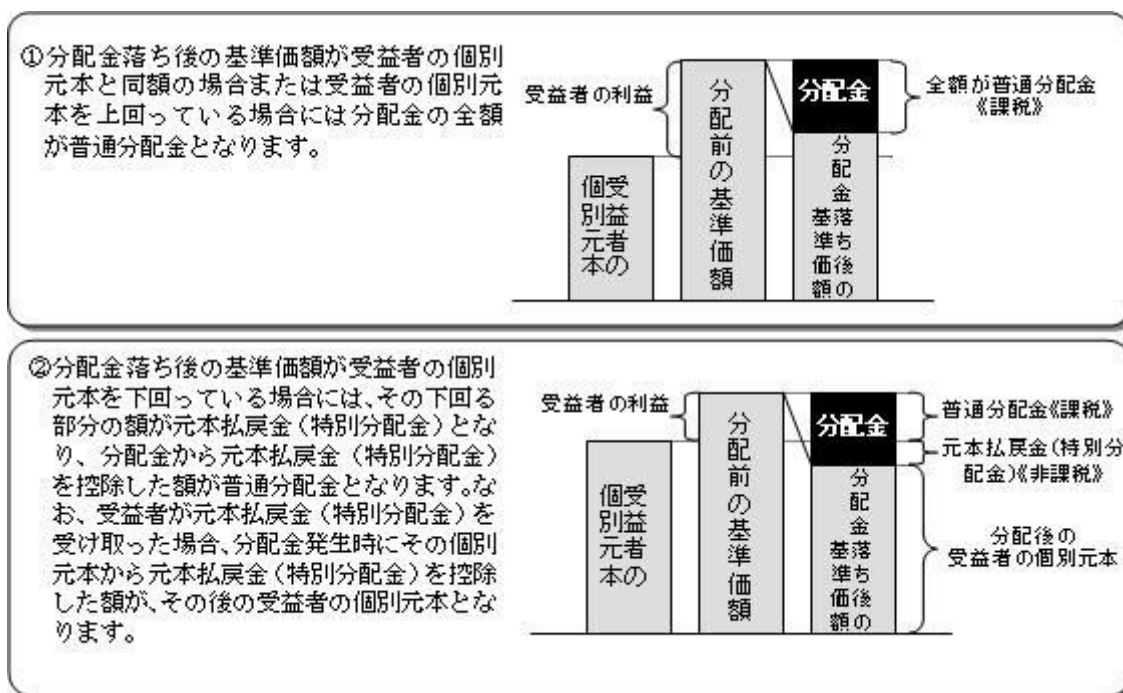 ①分配金落ち後の基準価額が受益者の個別
元本と同額の場合または受益者の個別元
本を上回っている場合には分配金の全額
が普通分配金となります。
受益者の利益
受益者の
個別元本
分配前の基準価額
分配金
分配金落ち後の
基準価額
全額が普通分配金
《課税》
②分配金落ち後の基準価額が受益者の個別
元本を下回っている場合には、その下回る
部分の額が元本払戻金(特別分配金)とな
り、分配金から元本払戻金(特別分配金)
を控除した額が普通分配金となります。な
お、受益者が元本払戻金(特別分配金)を
受け取った場合、分配金発生時にその個別
元本から元本払戻金(特別分配金)を控除
した額が、その後の受益者の個別元本とな
ります。
受益者の利益
受益者の
個別元本
分配前の基準価額
分配金
分配金落ち後の
基準価額
普通分配金《課税》
元本払戻金(特別分
配金)《非課税》
分配後の
受益者の個別元本